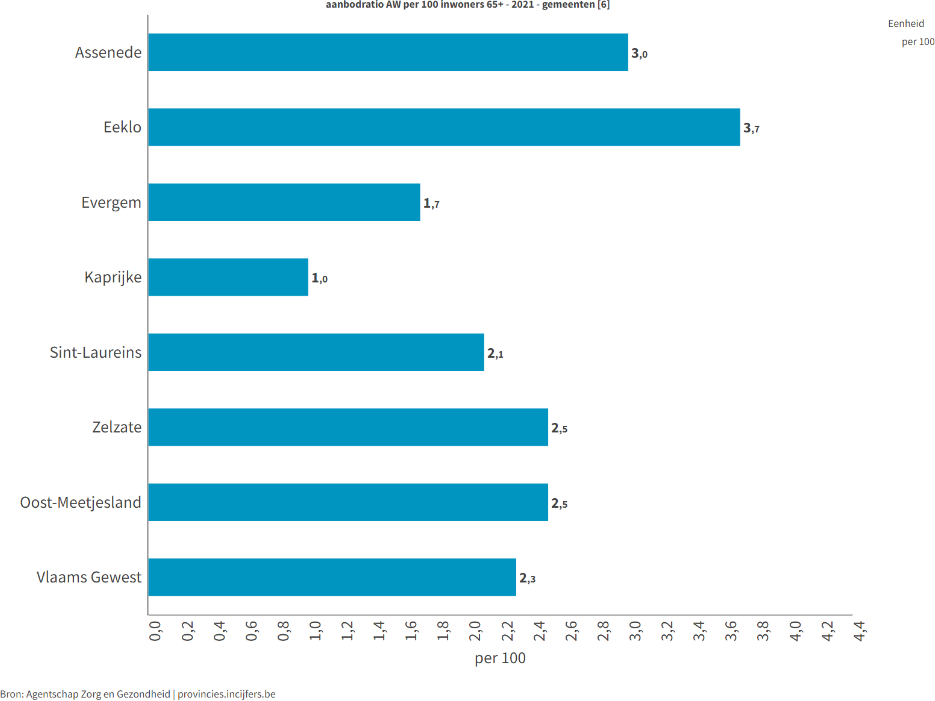 aanbodratio AW per 100 inwoners 65+ - 2021 - gemeenten [6]
Eenheid
per 100
Assenede 3,0
Eeklo 3,7
Evergem 1,7
Kaprijke 1,0
Sint-Laureins 2,1
Zelzate 2,5
Oost-Meetjesland 2,5
Vlaams Gewest 2,3
0,0 0,2 0,4 0,6 0,8 1,0 1,2 1,4 1,6 1,8 2,0 2,2 2,4 2,6 2,8 3,0 3,2 3,4 3,6 3,8 4,0 4,2 4,4
per 100
Bron: Agentschap Zorg en Gezondheid | provincies.incijfers.be